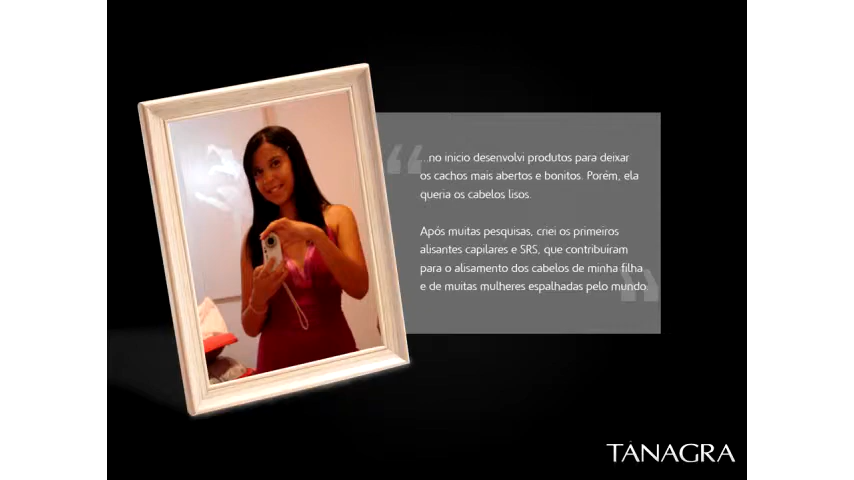 ...no inicio desenvolvi produtos para deixar
os cachos mais abertos e bonitos. Porém, ela
queria os cabelos lisos.
Após muitas pesquisas, criei os primeiros
alisantes capilares e SRS, que contribuíram
para o alisamento dos cabelos de minha filha
e de muitas mulheres espalhadas pelo mundo.
TÂNAGRA